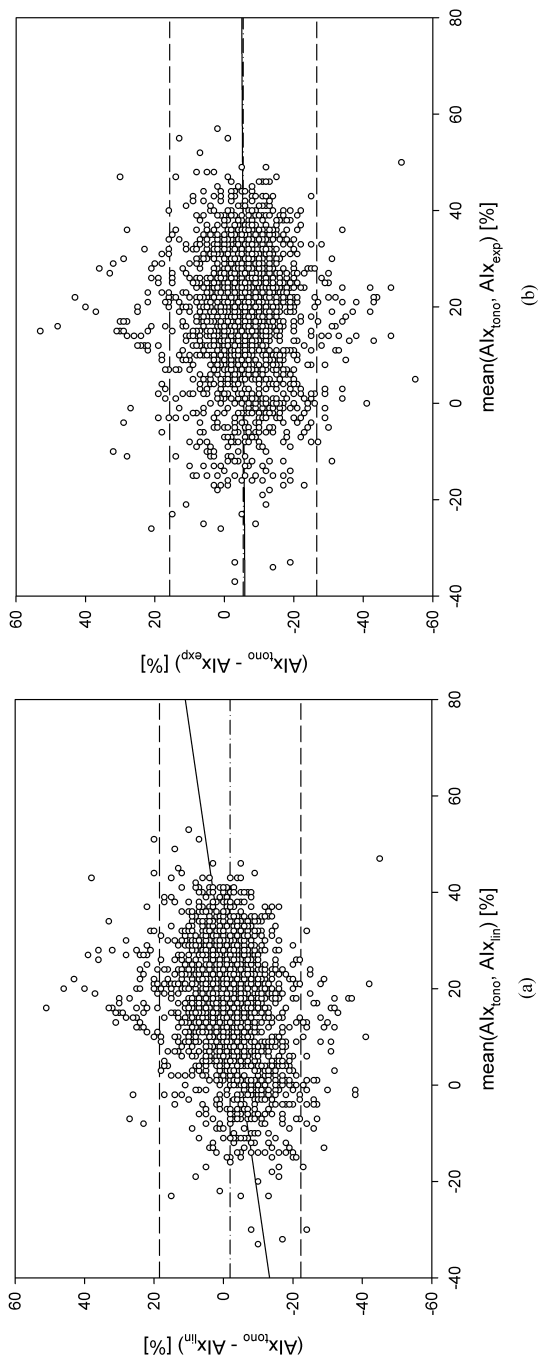 (AIx_tono - AIx_lin) [%]
60
40
20
0
-20
-40
-60
-40 -20 0 20 40 60 80
mean(AIx_tono, AIx_lin) [%]
(a)
(AIx_tono - AIx_exp) [%]
60
40
20
0
-20
-40
-60
-40 -20 0 20 40 60 80
mean(AIx_tono, AIx_exp) [%]
(b)